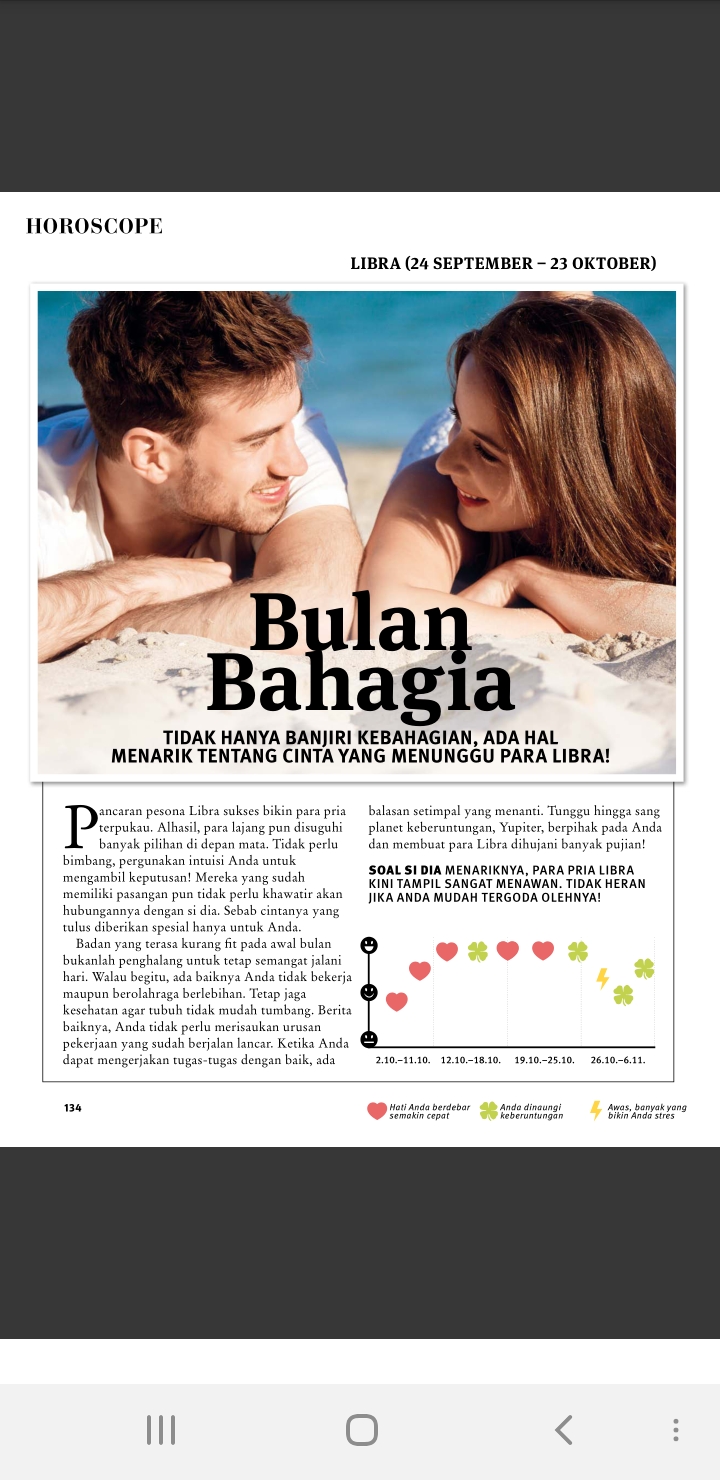 HOROSCOPE
LIBRA (24 SEPTEMBER – 23 OKTOBER)
Bulan
Bahagia
TIDAK HANYA BANJIRI KEBAHAGIAN, ADA HAL
MENARIK TENTANG CINTA YANG MENUNGGU PARA LIBRA!
Pancaran pesona Libra sukses bikin para pria
terpukau. Alhasil, para lajang pun disuguhi
banyak pilihan di depan mata. Tidak perlu
bimbang, pergunakan intuisi Anda untuk
mengambil keputusan! Mereka yang sudah
memiliki pasangan pun tidak perlu khawatir akan
hubungannya dengan si dia. Sebab cintanya yang
tulus diberikan spesial hanya untuk Anda.
Badan yang terasa kurang fit pada awal bulan
bukanlah penghalang untuk tetap semangat jalani
hari. Walau begitu, ada baiknya Anda tidak bekerja
maupun berolahraga berlebihan. Tetap jaga
kesehatan agar tubuh tidak mudah tumbang. Berita
baiknya, Anda tidak perlu merisaukan urusan
pekerjaan yang sudah berjalan lancar. Ketika Anda
dapat mengerjakan tugas-tugas dengan baik, ada
balasan setimpal yang menanti. Tunggu hingga sang
planet keberuntungan, Yupiter, berpihak pada Anda
dan membuat para Libra dihujani banyak pujian!
SOAL SI DIA MENARIKNYA, PARA PRIA LIBRA
KINI TAMPIL SANGAT MENAWAN. TIDAK HERAN
JIKA ANDA MUDAH TERGODA OLEHNYA!
2.10.–11.10. 12.10.–18.10. 19.10.–25.10. 26.10.–6.11.
134
Hati Anda berdebar
semakin cepat
Anda dinaungi
keberuntungan
Awas, banyak yang
bikin Anda stres